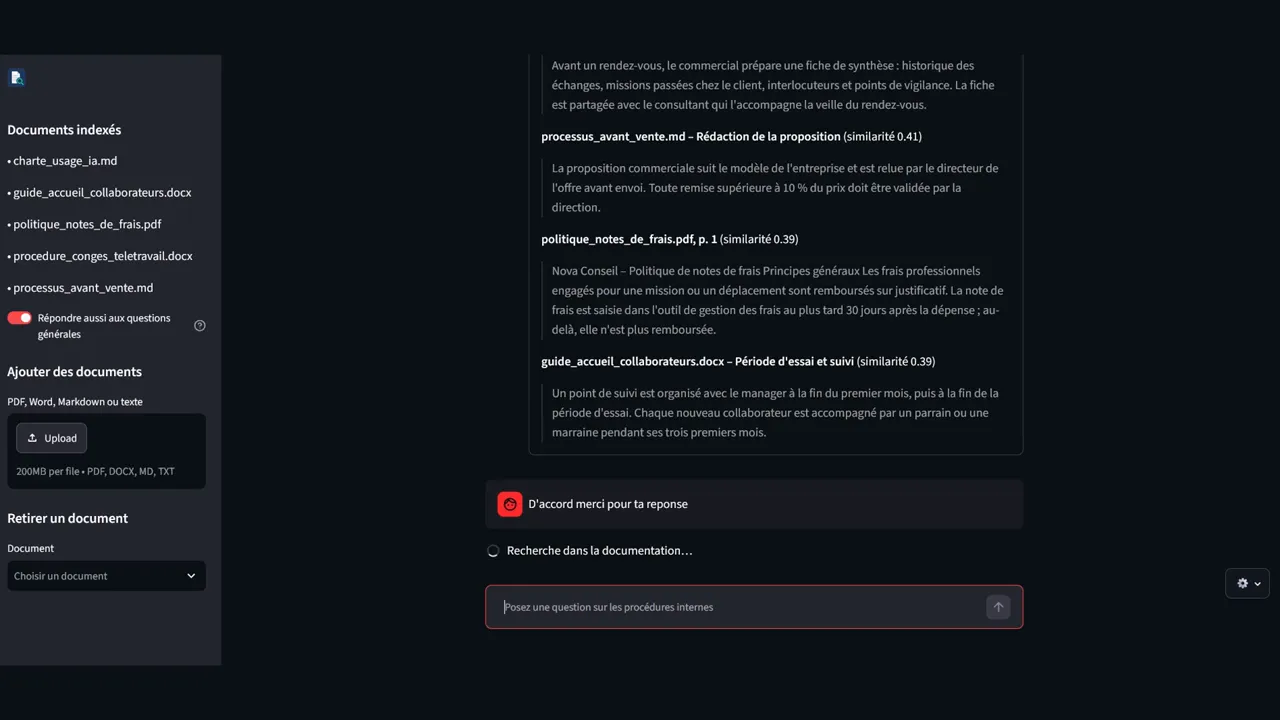 Documents indexés
• charte_usage_ia.md
• guide_accueil_collaborateurs.docx
• politique_notes_de_frais.pdf
• procedure_conges_teletravail.docx
• processus_avant_vente.md
Répondre aussi aux questions
générales
Ajouter des documents
PDF, Word, Markdown ou texte
Upload
200MB per file • PDF, DOCX, MD, TXT
Retirer un document
Document
Choisir un document
Avant un rendez-vous, le commercial prépare une fiche de synthèse : historique des
échanges, missions passées chez le client, interlocuteurs et points de vigilance. La fiche
est partagée avec le consultant qui l'accompagne la veille du rendez-vous.
processus_avant_vente.md – Rédaction de la proposition (similarité 0.41)
La proposition commerciale suit le modèle de l'entreprise et est relue par le directeur de
l'offre avant envoi. Toute remise supérieure à 10 % du prix doit être validée par la
direction.
politique_notes_de_frais.pdf, p. 1 (similarité 0.39)
Nova Conseil – Politique de notes de frais Principes généraux Les frais professionnels
engagés pour une mission ou un déplacement sont remboursés sur justificatif. La note de
frais est saisie dans l'outil de gestion des frais au plus tard 30 jours après la dépense ; au-
delà, elle n'est plus remboursée.
guide_accueil_collaborateurs.docx – Période d'essai et suivi (similarité 0.39)
Un point de suivi est organisé avec le manager à la fin du premier mois, puis à la fin de la
période d'essai. Chaque nouveau collaborateur est accompagné par un parrain ou une
marraine pendant ses trois premiers mois.
D'accord merci pour ta reponse
Recherche dans la documentation…
Posez une question sur les procédures internes